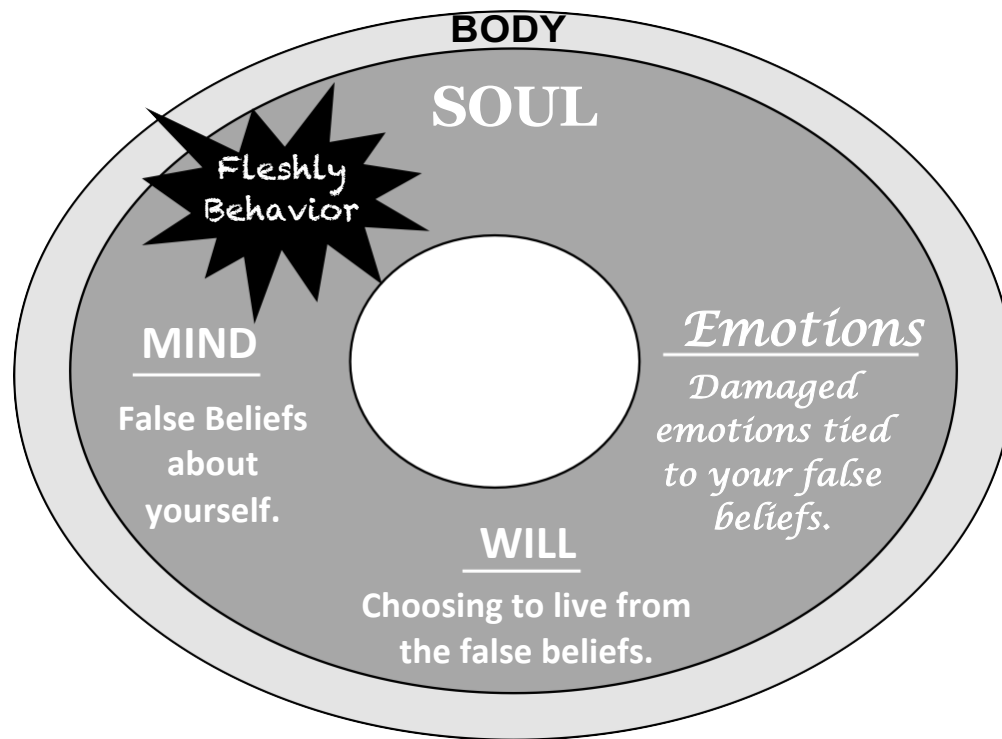 BODY
SOUL
Fleshly
Behavior
MIND
False Beliefs
about
yourself.
Emotions
Damaged
emotions tied
to your false
beliefs.
WILL
Choosing to live from
the false beliefs.